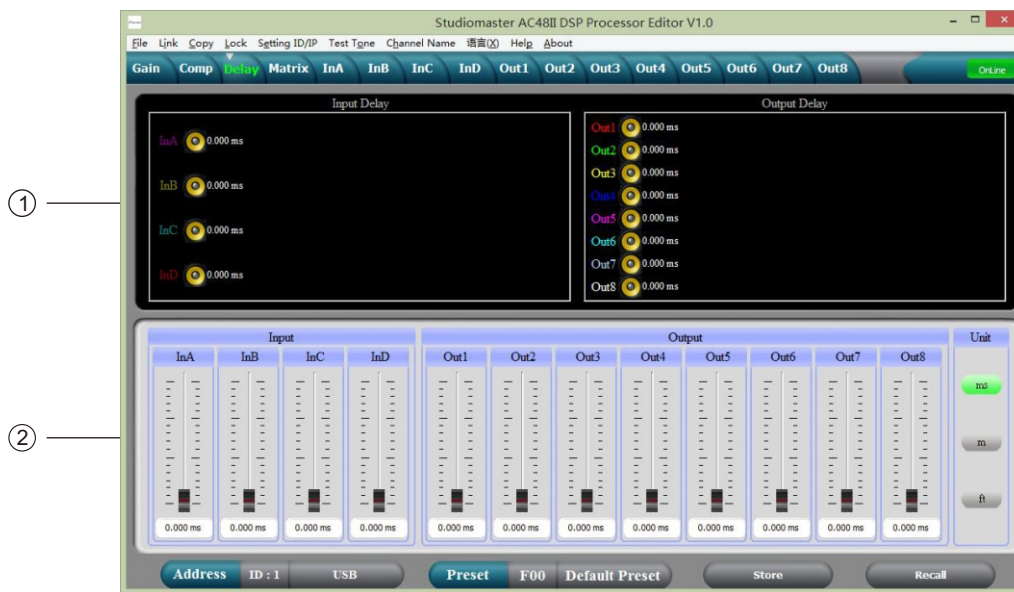 Studiomaster AC48II DSP Processor Editor V1.0
File Link Copy Lock Setting ID/IP Test Tone Channel Name 语言(X) Help About
Gain Comp Delay Matrix InA InB InC InD Out1 Out2 Out3 Out4 Out5 Out6 Out7 Out8 OnLine
Input Delay
InA 0.000 ms
InB 0.000 ms
InC 0.000 ms
InD 0.000 ms
Output Delay
Out1 0.000 ms
Out2 0.000 ms
Out3 0.000 ms
Out4 0.000 ms
Out5 0.000 ms
Out6 0.000 ms
Out7 0.000 ms
Out8 0.000 ms
1
2
Input Output Unit
InA InB InC InD Out1 Out2 Out3 Out4 Out5 Out6 Out7 Out8
ms
m
ft
0.000 ms 0.000 ms 0.000 ms 0.000 ms 0.000 ms 0.000 ms 0.000 ms 0.000 ms 0.000 ms 0.000 ms 0.000 ms 0.000 ms
Address ID : 1 USB Preset F00 Default Preset Store Recall